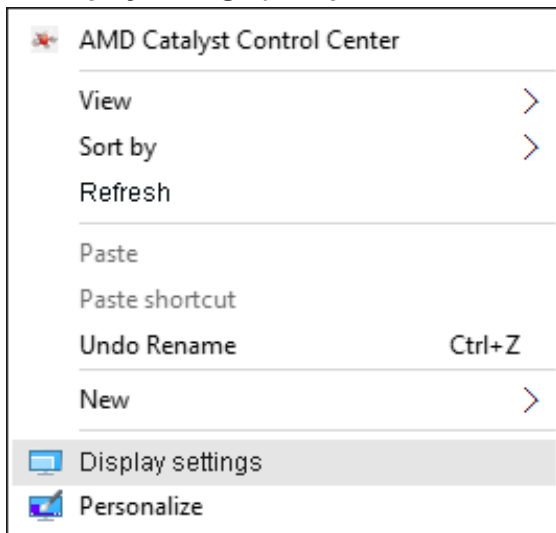 AMD Catalyst Control Center
View
Sort by
Refresh
Paste
Paste shortcut
Undo Rename Ctrl+Z
New
Display settings
Personalize